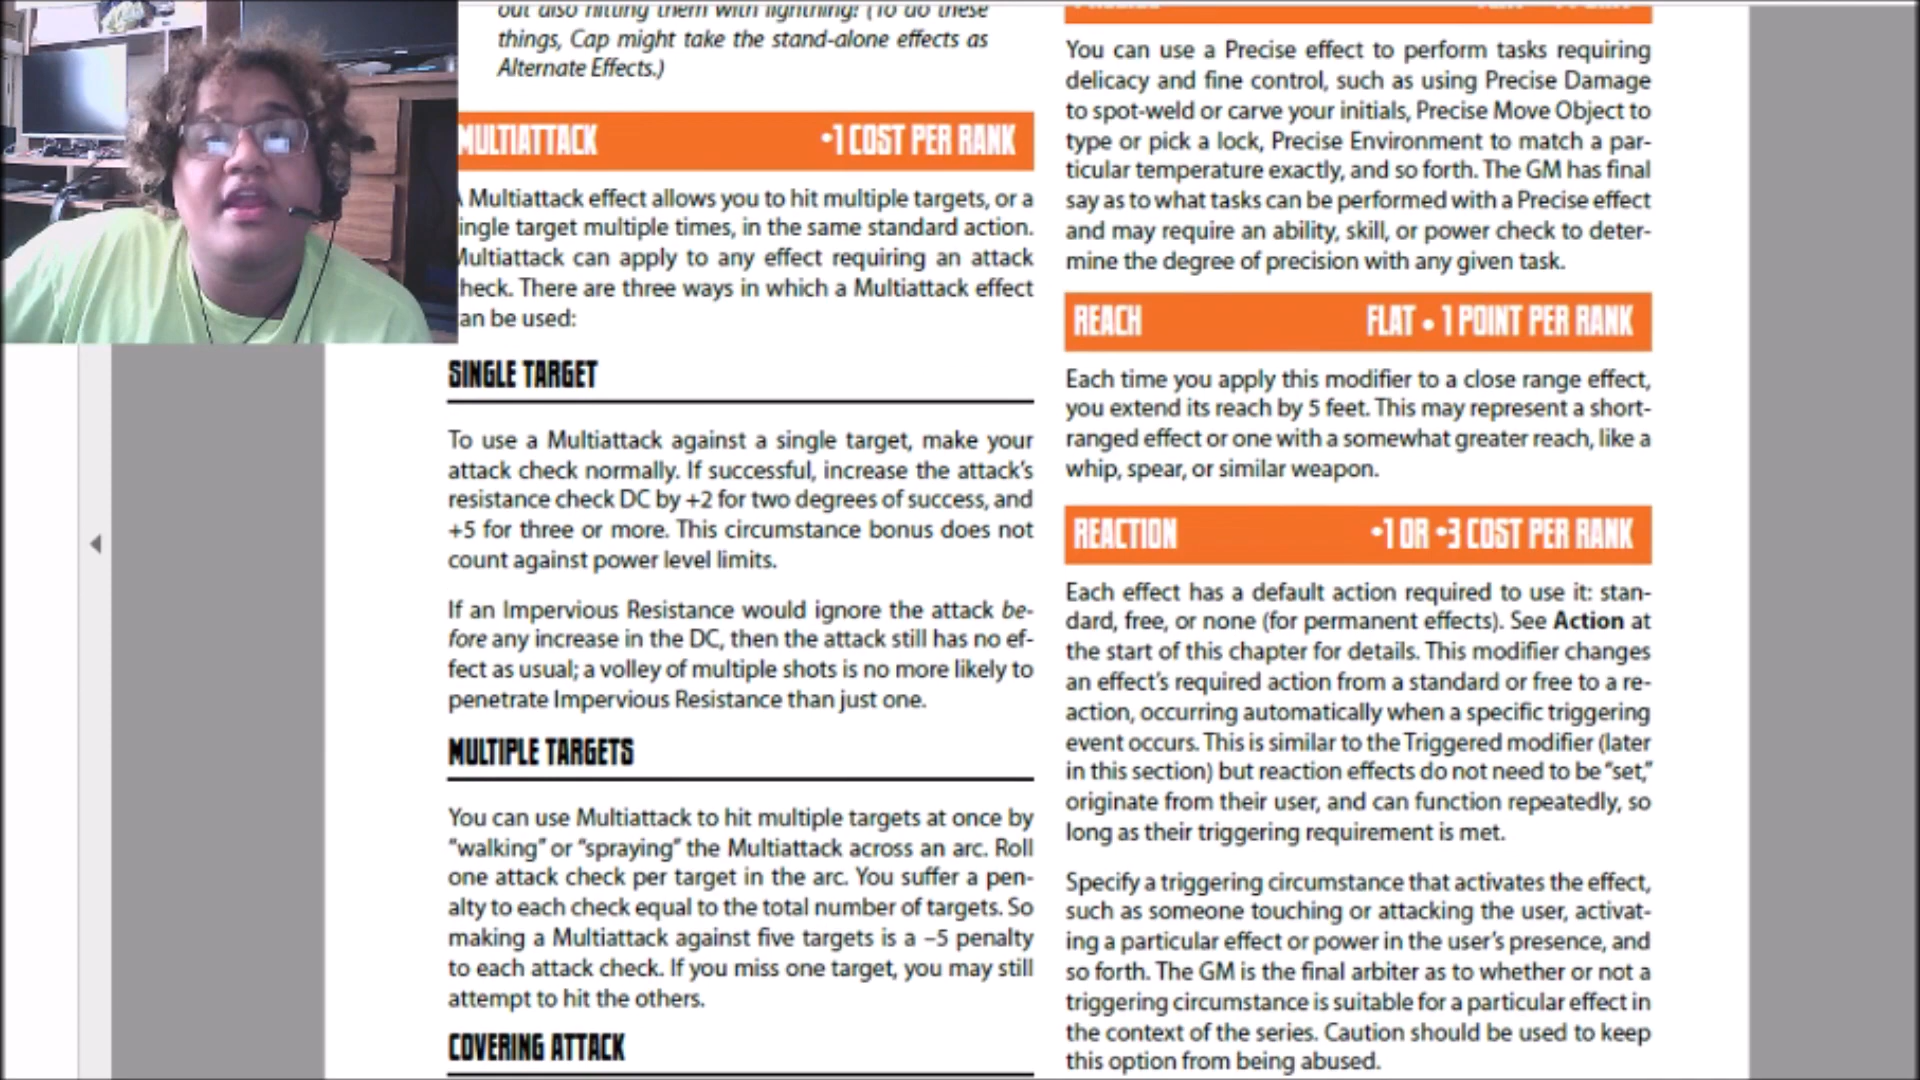 out also hitting them with lightning! (To do these
things, Cap might take the stand-alone effects as
Alternate Effects.)
MULTIATTACK •1 COST PER RANK
Multiattack effect allows you to hit multiple targets, or a
ingle target multiple times, in the same standard action.
Multiattack can apply to any effect requiring an attack
heck. There are three ways in which a Multiattack effect
an be used:
SINGLE TARGET
To use a Multiattack against a single target, make your
attack check normally. If successful, increase the attack's
resistance check DC by +2 for two degrees of success, and
+5 for three or more. This circumstance bonus does not
count against power level limits.
If an Impervious Resistance would ignore the attack be-
fore any increase in the DC, then the attack still has no ef-
fect as usual; a volley of multiple shots is no more likely to
penetrate Impervious Resistance than just one.
MULTIPLE TARGETS
You can use Multiattack to hit multiple targets at once by
"walking" or "spraying" the Multiattack across an arc. Roll
one attack check per target in the arc. You suffer a pen-
alty to each check equal to the total number of targets. So
making a Multiattack against five targets is a –5 penalty
to each attack check. If you miss one target, you may still
attempt to hit the others.
COVERING ATTACK
You can use a Precise effect to perform tasks requiring
delicacy and fine control, such as using Precise Damage
to spot-weld or carve your initials, Precise Move Object to
type or pick a lock, Precise Environment to match a par-
ticular temperature exactly, and so forth. The GM has final
say as to what tasks can be performed with a Precise effect
and may require an ability, skill, or power check to deter-
mine the degree of precision with any given task.
REACH FLAT • 1 POINT PER RANK
Each time you apply this modifier to a close range effect,
you extend its reach by 5 feet. This may represent a short-
ranged effect or one with a somewhat greater reach, like a
whip, spear, or similar weapon.
REACTION •1 OR •3 COST PER RANK
Each effect has a default action required to use it: stan-
dard, free, or none (for permanent effects). See Action at
the start of this chapter for details. This modifier changes
an effect's required action from a standard or free to a re-
action, occurring automatically when a specific triggering
event occurs. This is similar to the Triggered modifier (later
in this section) but reaction effects do not need to be "set,"
originate from their user, and can function repeatedly, so
long as their triggering requirement is met.
Specify a triggering circumstance that activates the effect,
such as someone touching or attacking the user, activat-
ing a particular effect or power in the user's presence, and
so forth. The GM is the final arbiter as to whether or not a
triggering circumstance is suitable for a particular effect in
the context of the series. Caution should be used to keep
this option from being abused.